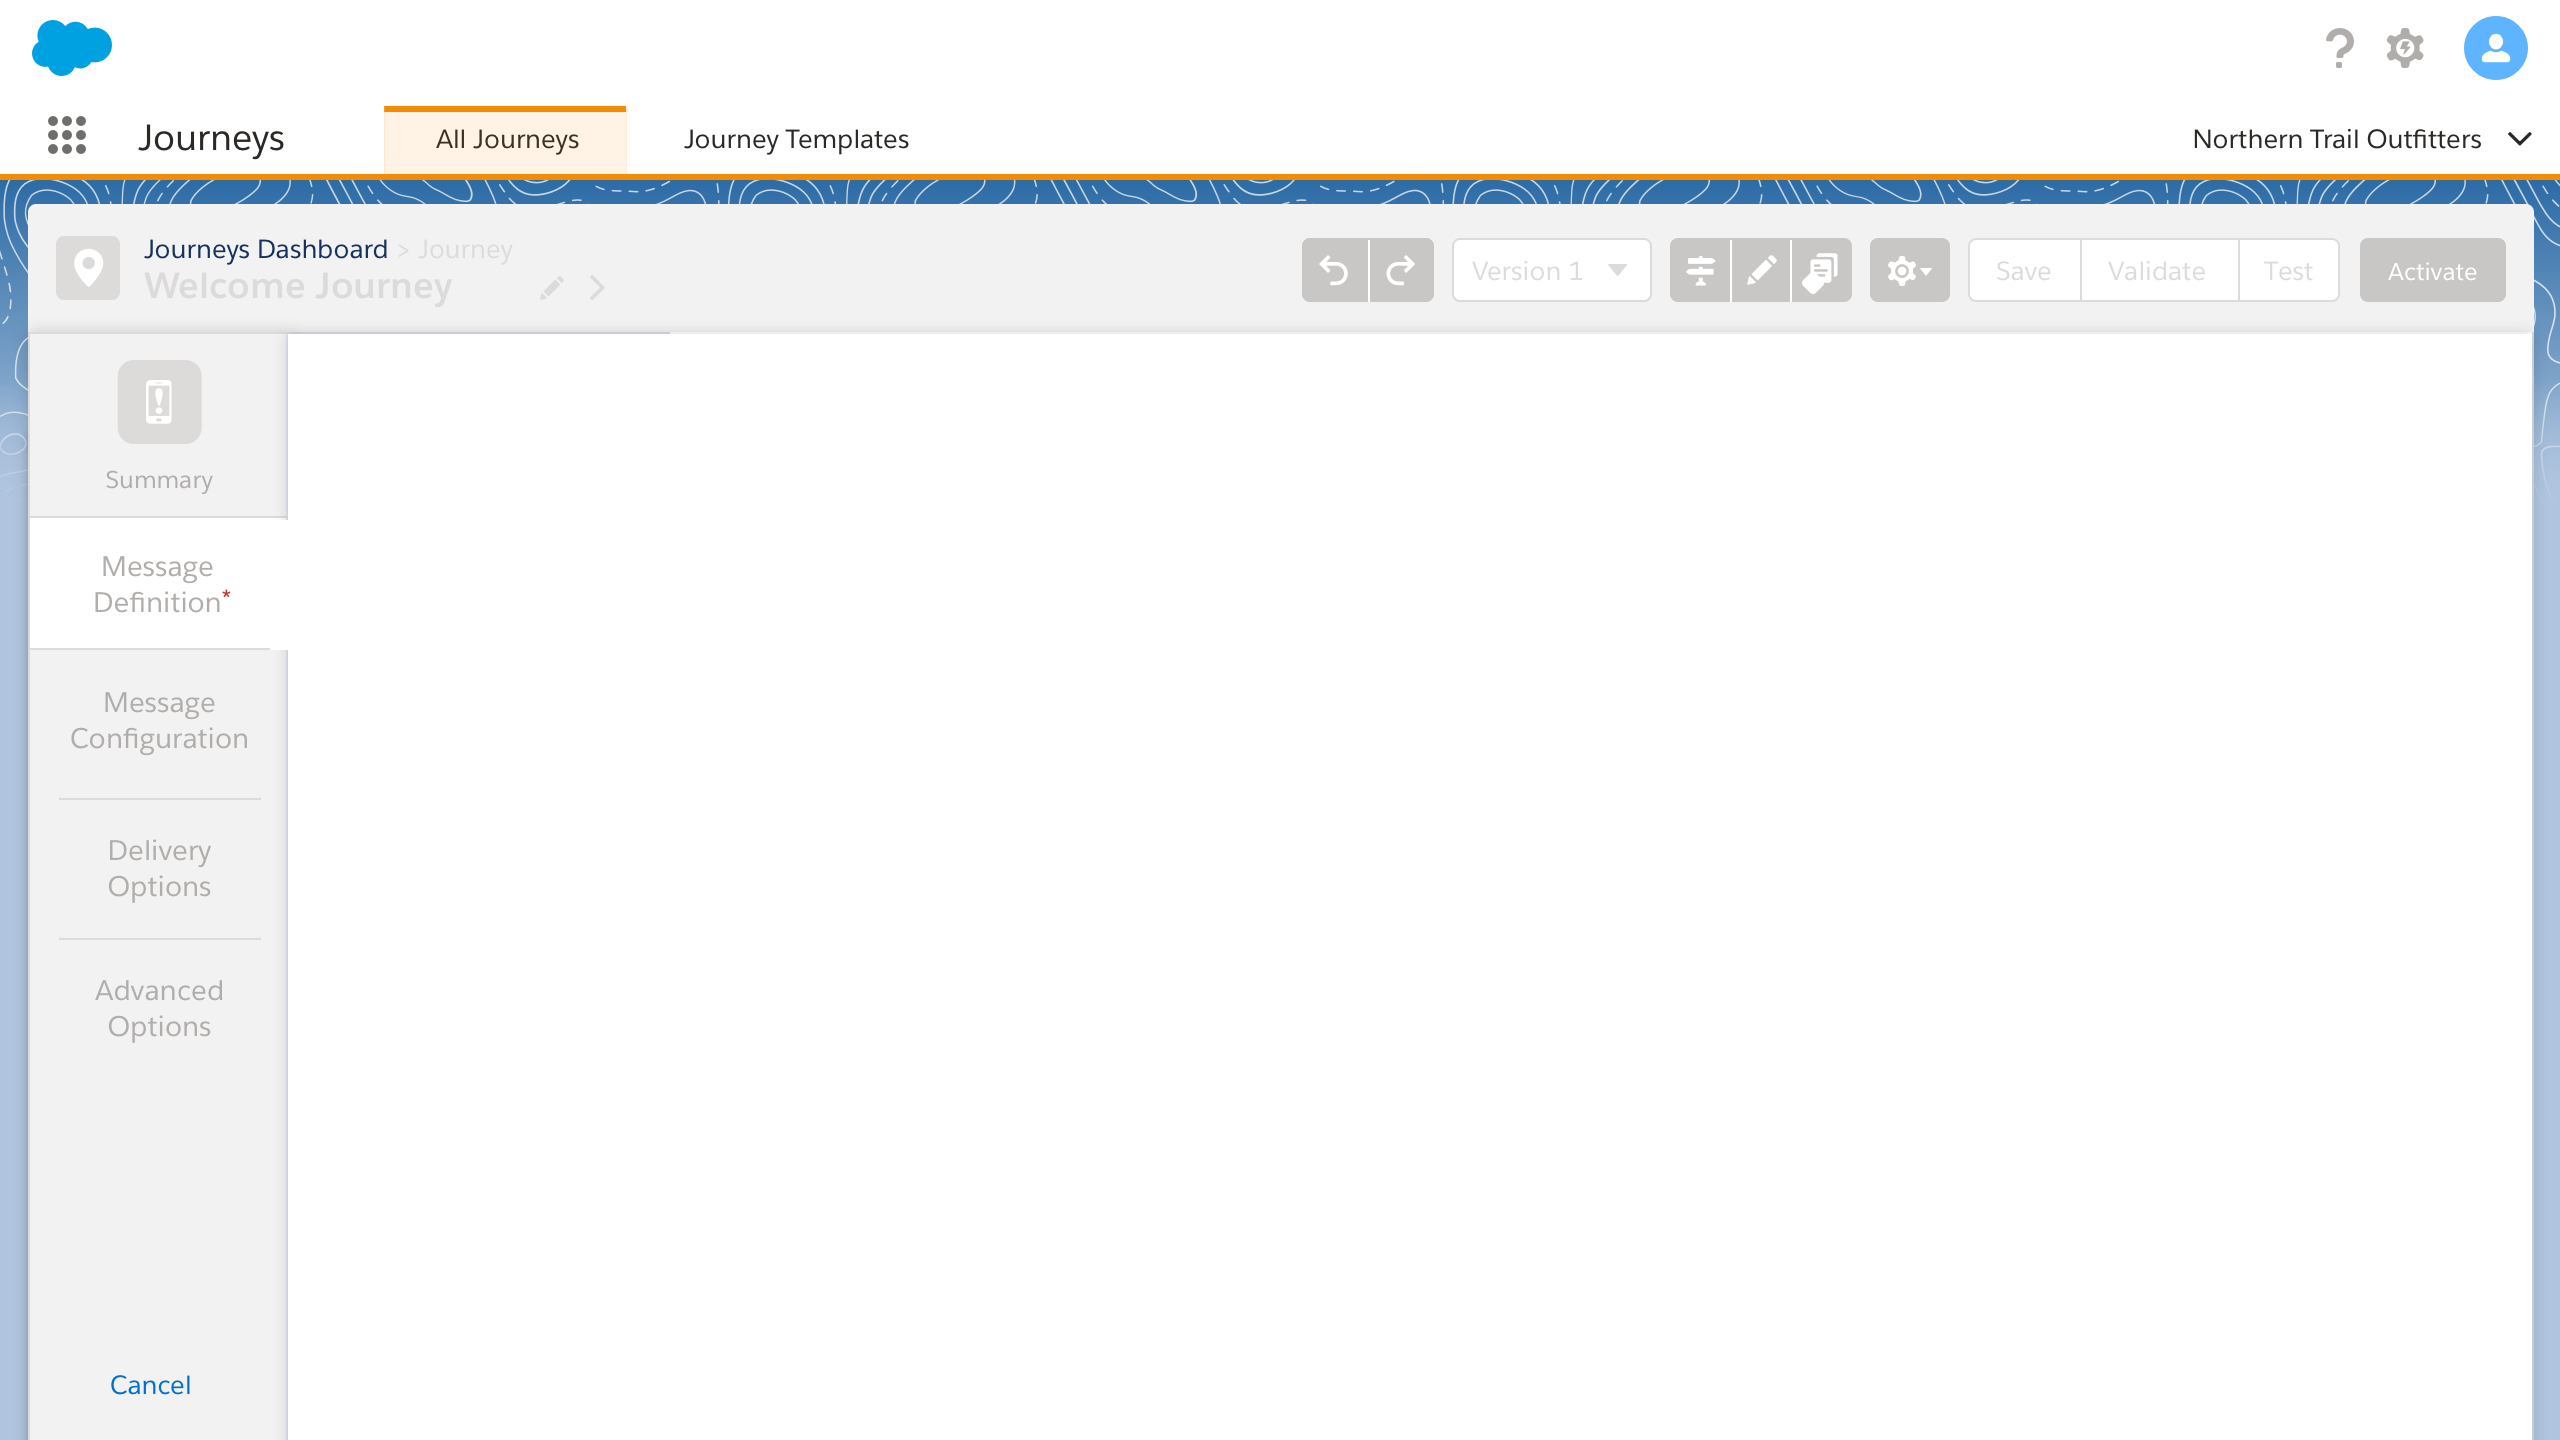 Journeys
All Journeys
Journey Templates
Northern Trail Outfitters
Journeys Dashboard > Journey
Welcome Journey
Version 1
Save
Validate
Test
Activate
Summary
Message
Definition*
Message
Configuration
Delivery
Options
Advanced
Options
Cancel